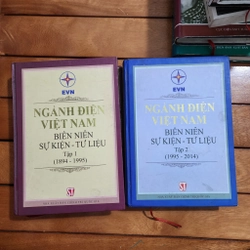 EVN
NGÀNH ĐIỆN
VIỆT NAM
BIÊN NIÊN
SỰ KIỆN - TƯ LIỆU
Tập 1
(1894 - 1995)
EVN
NGÀNH ĐIỆN
VIỆT NAM
BIÊN NIÊN
SỰ KIỆN - TƯ LIỆU
Tập 2
(1995 - 2014)